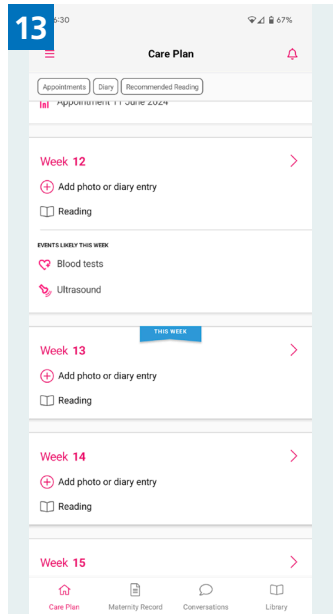 13
6:30
67%
Care Plan
Appointments Diary Recommended Reading
Appointment 11 June 2024
Week 12
Add photo or diary entry
Reading
EVENTS LIKELY THIS WEEK
Blood tests
Ultrasound
THIS WEEK
Week 13
Add photo or diary entry
Reading
Week 14
Add photo or diary entry
Reading
Week 15
Care Plan Maternity Record Conversations Library